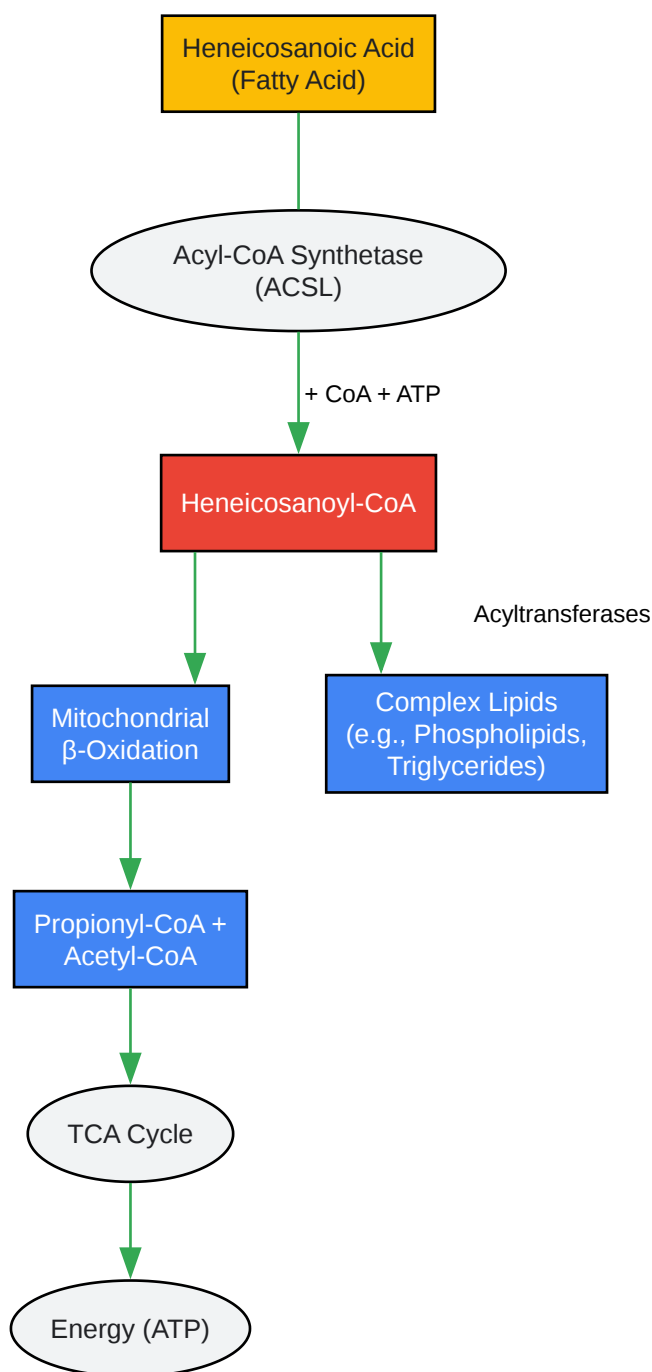 Heneicosanoic Acid
(Fatty Acid)
Acyl-CoA Synthetase
(ACSL)
+ CoA + ATP
Heneicosanoyl-CoA
Acyltransferases
Mitochondrial
β-Oxidation
Complex Lipids
(e.g., Phospholipids,
Triglycerides)
Propionyl-CoA +
Acetyl-CoA
TCA Cycle
Energy (ATP)